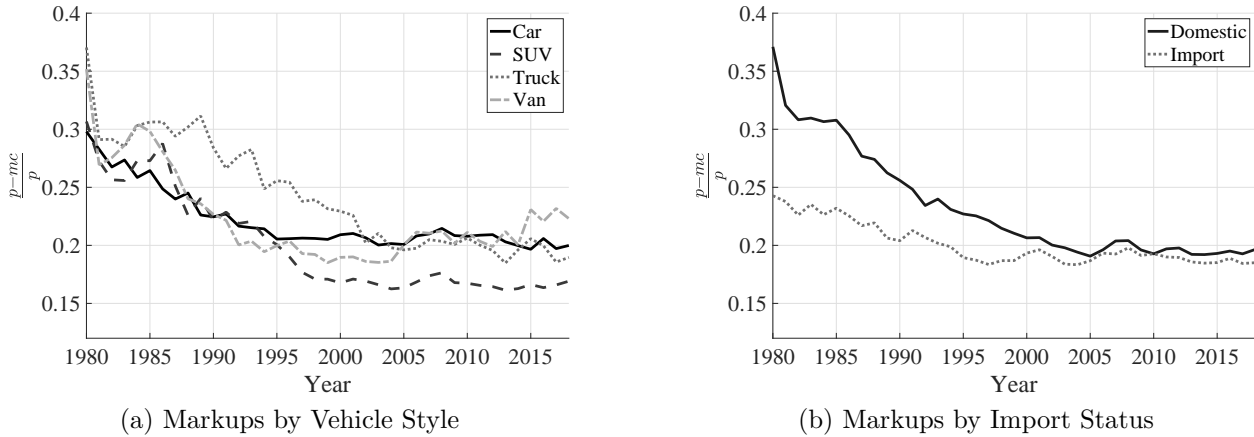 0.4
0.35
0.3
0.25
0.2
0.15
p−mc
p
Car
SUV
Truck
Van
1980 1985 1990 1995 2000 2005 2010 2015
Year
(a) Markups by Vehicle Style
0.4
0.35
0.3
0.25
0.2
0.15
p−mc
p
Domestic
Import
1980 1985 1990 1995 2000 2005 2010 2015
Year
(b) Markups by Import Status